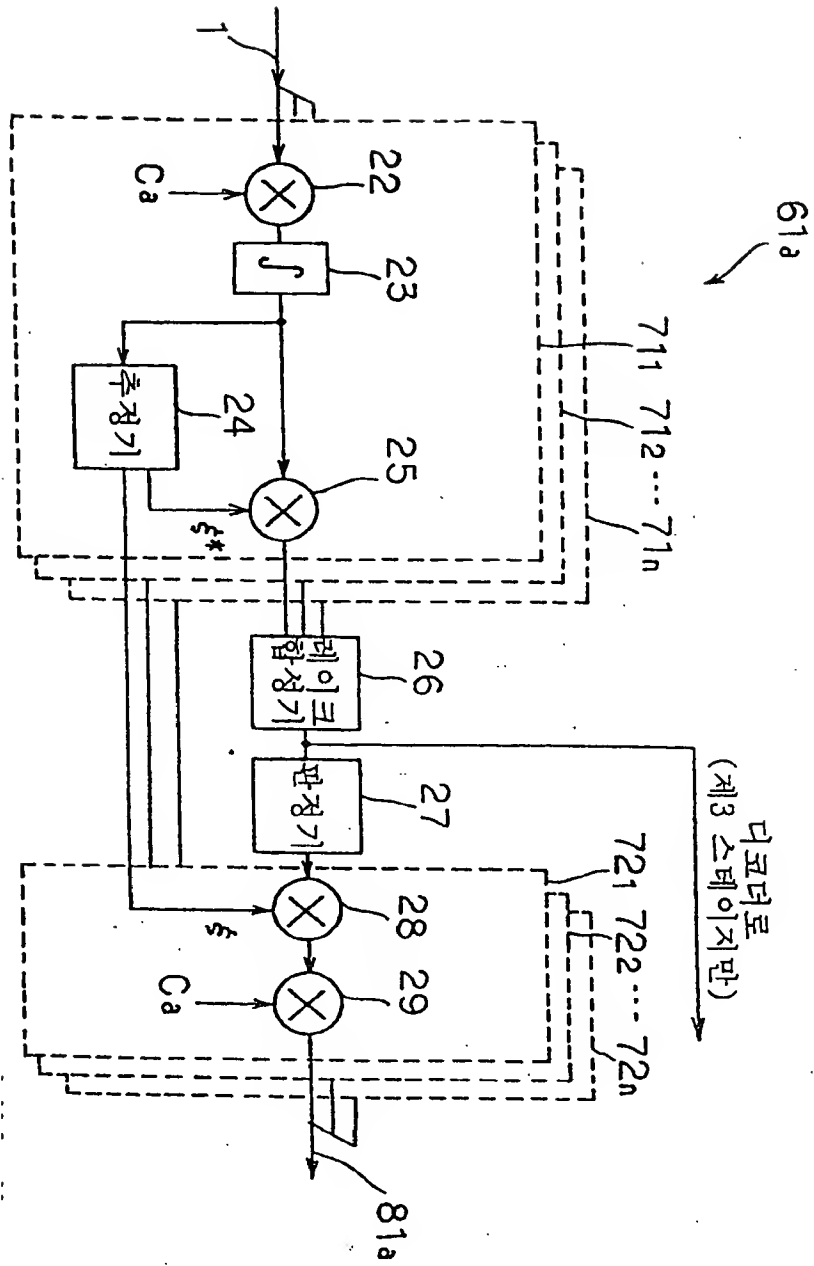 61a
711 712 ··· 71n
1
22
Ca
23
∫
24
추정기
25
ξ*
26
레이크
합성기
27
판정기
디코더로
(제3 스테이지만)
721 722 ··· 72n
28
ξ
29
Ca
81a